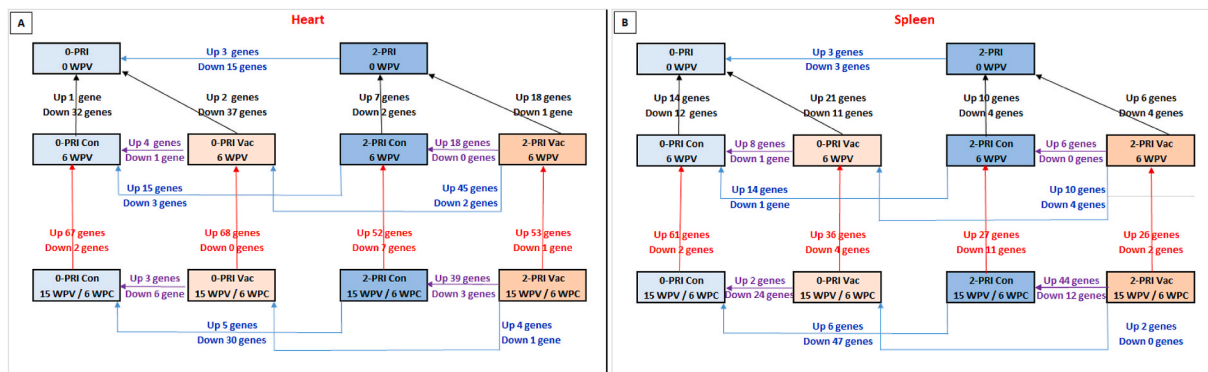 A
Heart
0-PRI
0 WPV
Up 3 genes
Down 15 genes
2-PRI
0 WPV
Up 1 gene
Down 32 genes
Up 2 genes
Down 37 genes
Up 7 genes
Down 2 genes
Up 18 genes
Down 1 gene
0-PRI Con
6 WPV
Up 4 genes
Down 1 gene
0-PRI Vac
6 WPV
2-PRI Con
6 WPV
Up 18 genes
Down 0 genes
2-PRI Vac
6 WPV
Up 15 genes
Down 3 genes
Up 45 genes
Down 2 genes
Up 67 genes
Down 2 genes
Up 68 genes
Down 0 genes
Up 52 genes
Down 7 genes
Up 53 genes
Down 1 gene
0-PRI Con
15 WPV / 6 WPC
Up 3 genes
Down 6 gene
0-PRI Vac
15 WPV / 6 WPC
2-PRI Con
15 WPV / 6 WPC
Up 39 genes
Down 3 genes
2-PRI Vac
15 WPV / 6 WPC
Up 5 genes
Down 30 genes
Up 4 genes
Down 1 gene
B
Spleen
0-PRI
0 WPV
Up 3 genes
Down 3 genes
2-PRI
0 WPV
Up 14 genes
Down 12 genes
Up 21 genes
Down 11 genes
Up 10 genes
Down 4 genes
Up 6 genes
Down 4 genes
0-PRI Con
6 WPV
Up 8 genes
Down 1 gene
0-PRI Vac
6 WPV
2-PRI Con
6 WPV
Up 6 genes
Down 0 genes
2-PRI Vac
6 WPV
Up 14 genes
Down 1 gene
Up 10 genes
Down 4 genes
Up 61 genes
Down 2 genes
Up 36 genes
Down 4 genes
Up 27 genes
Down 11 genes
Up 26 genes
Down 2 genes
0-PRI Con
15 WPV / 6 WPC
Up 2 genes
Down 24 genes
0-PRI Vac
15 WPV / 6 WPC
2-PRI Con
15 WPV / 6 WPC
Up 44 genes
Down 12 genes
2-PRI Vac
15 WPV / 6 WPC
Up 6 genes
Down 47 genes
Up 2 genes
Down 0 genes